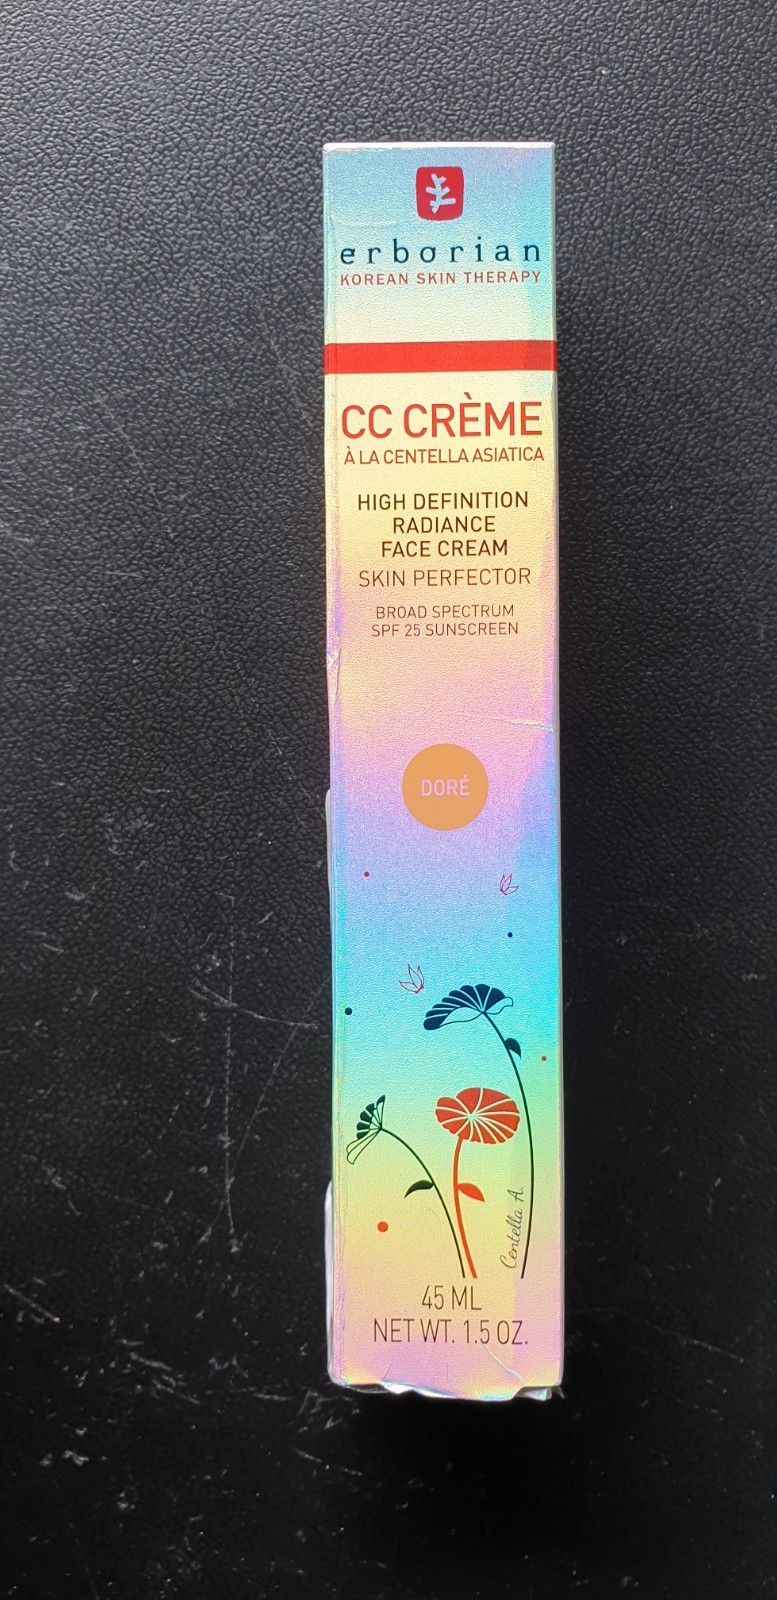 erborian
KOREAN SKIN THERAPY
CC CRÈME
À LA CENTELLA ASIATICA
HIGH DEFINITION
RADIANCE
FACE CREAM
SKIN PERFECTOR
BROAD SPECTRUM
SPF 25 SUNSCREEN
DORÉ
Centella A.
45 ML
NET WT. 1.5 OZ.